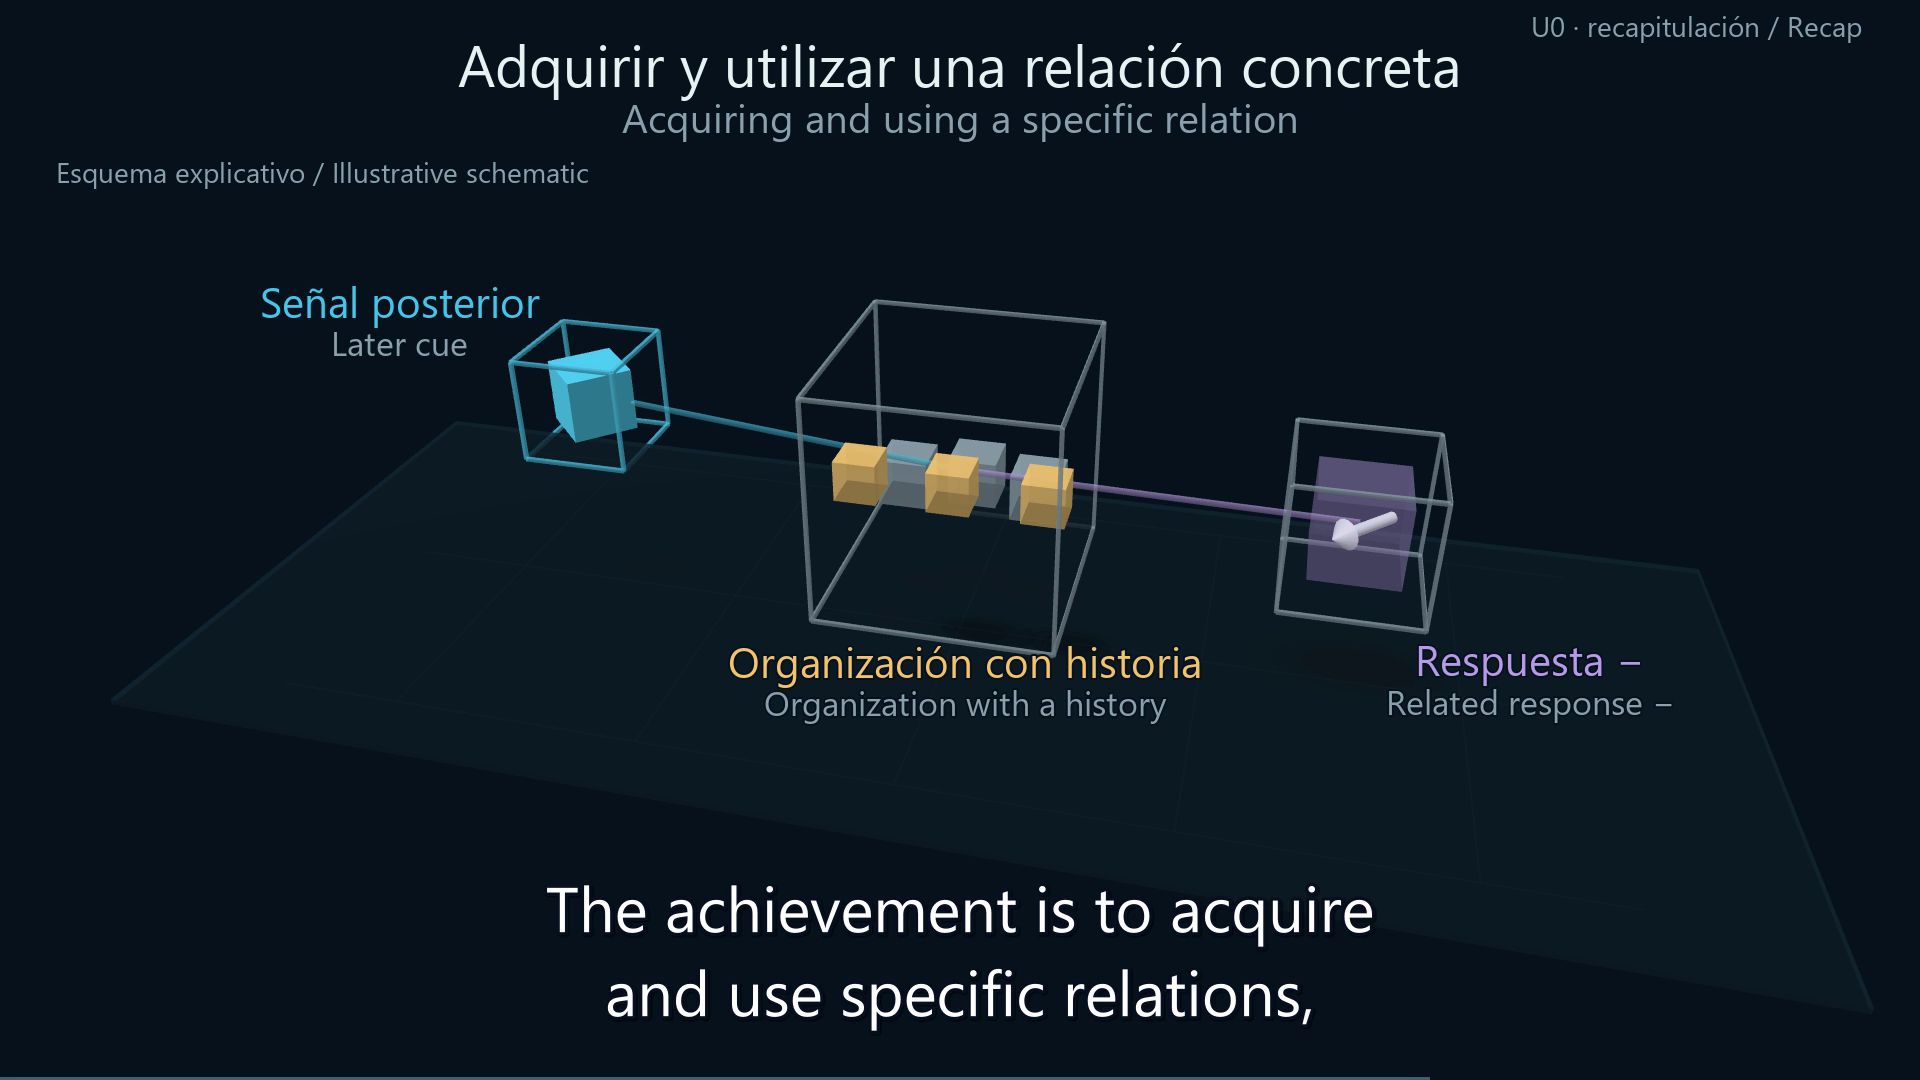 U0 · recapitulación / Recap
Adquirir y utilizar una relación concreta
Acquiring and using a specific relation
Esquema explicativo / Illustrative schematic
Señal posterior
Later cue
Organización con historia
Organization with a history
Respuesta −
Related response −
The achievement is to acquire
and use specific relations,